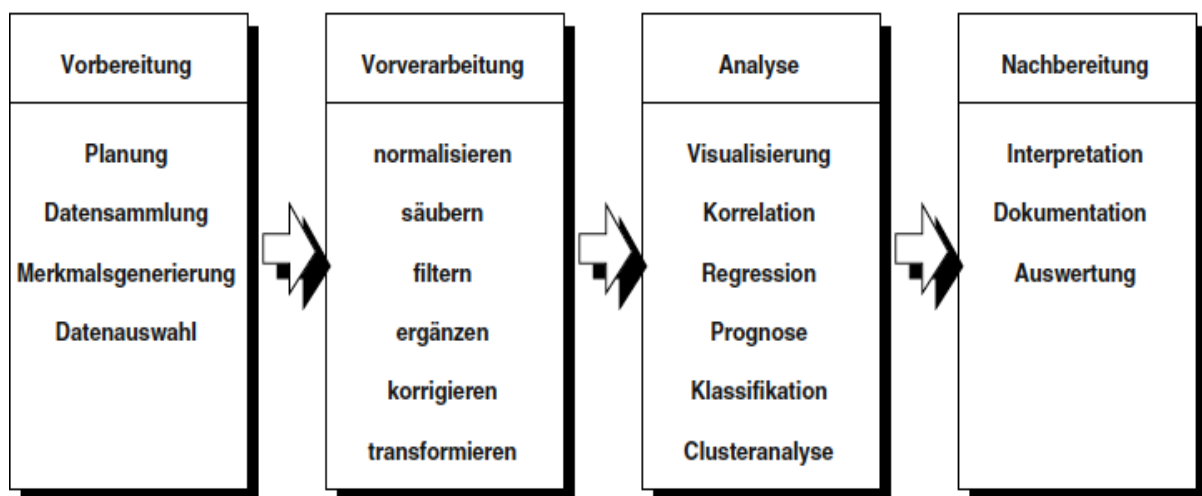 Vorbereitung
Planung
Datensammlung
Merkmalsgenerierung
Datenauswahl
Vorverarbeitung
normalisieren
säubern
filtern
ergänzen
korrigieren
transformieren
Analyse
Visualisierung
Korrelation
Regression
Prognose
Klassifikation
Clusteranalyse
Nachbereitung
Interpretation
Dokumentation
Auswertung